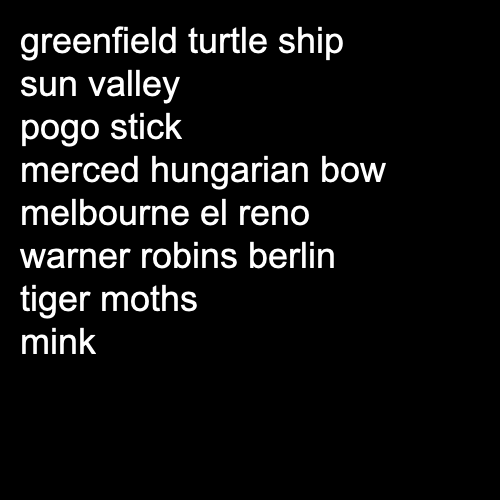 greenfield turtle ship
sun valley
pogo stick
merced hungarian bow
melbourne el reno
warner robins berlin
tiger moths
mink